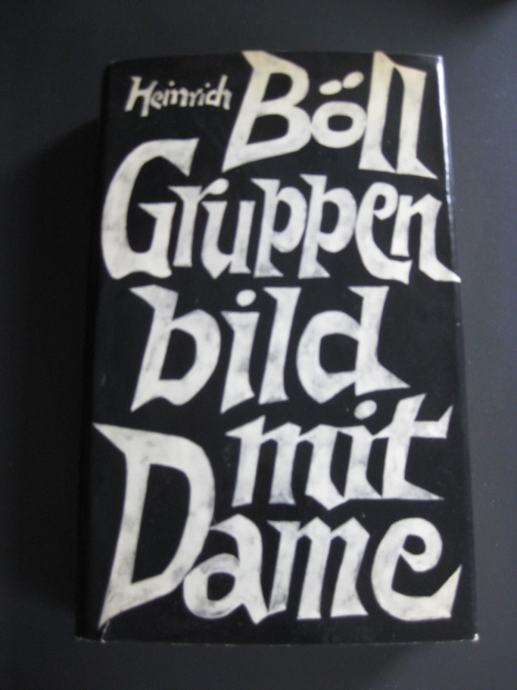 Heinrich Böll
Gruppen
bild
mit
Dame